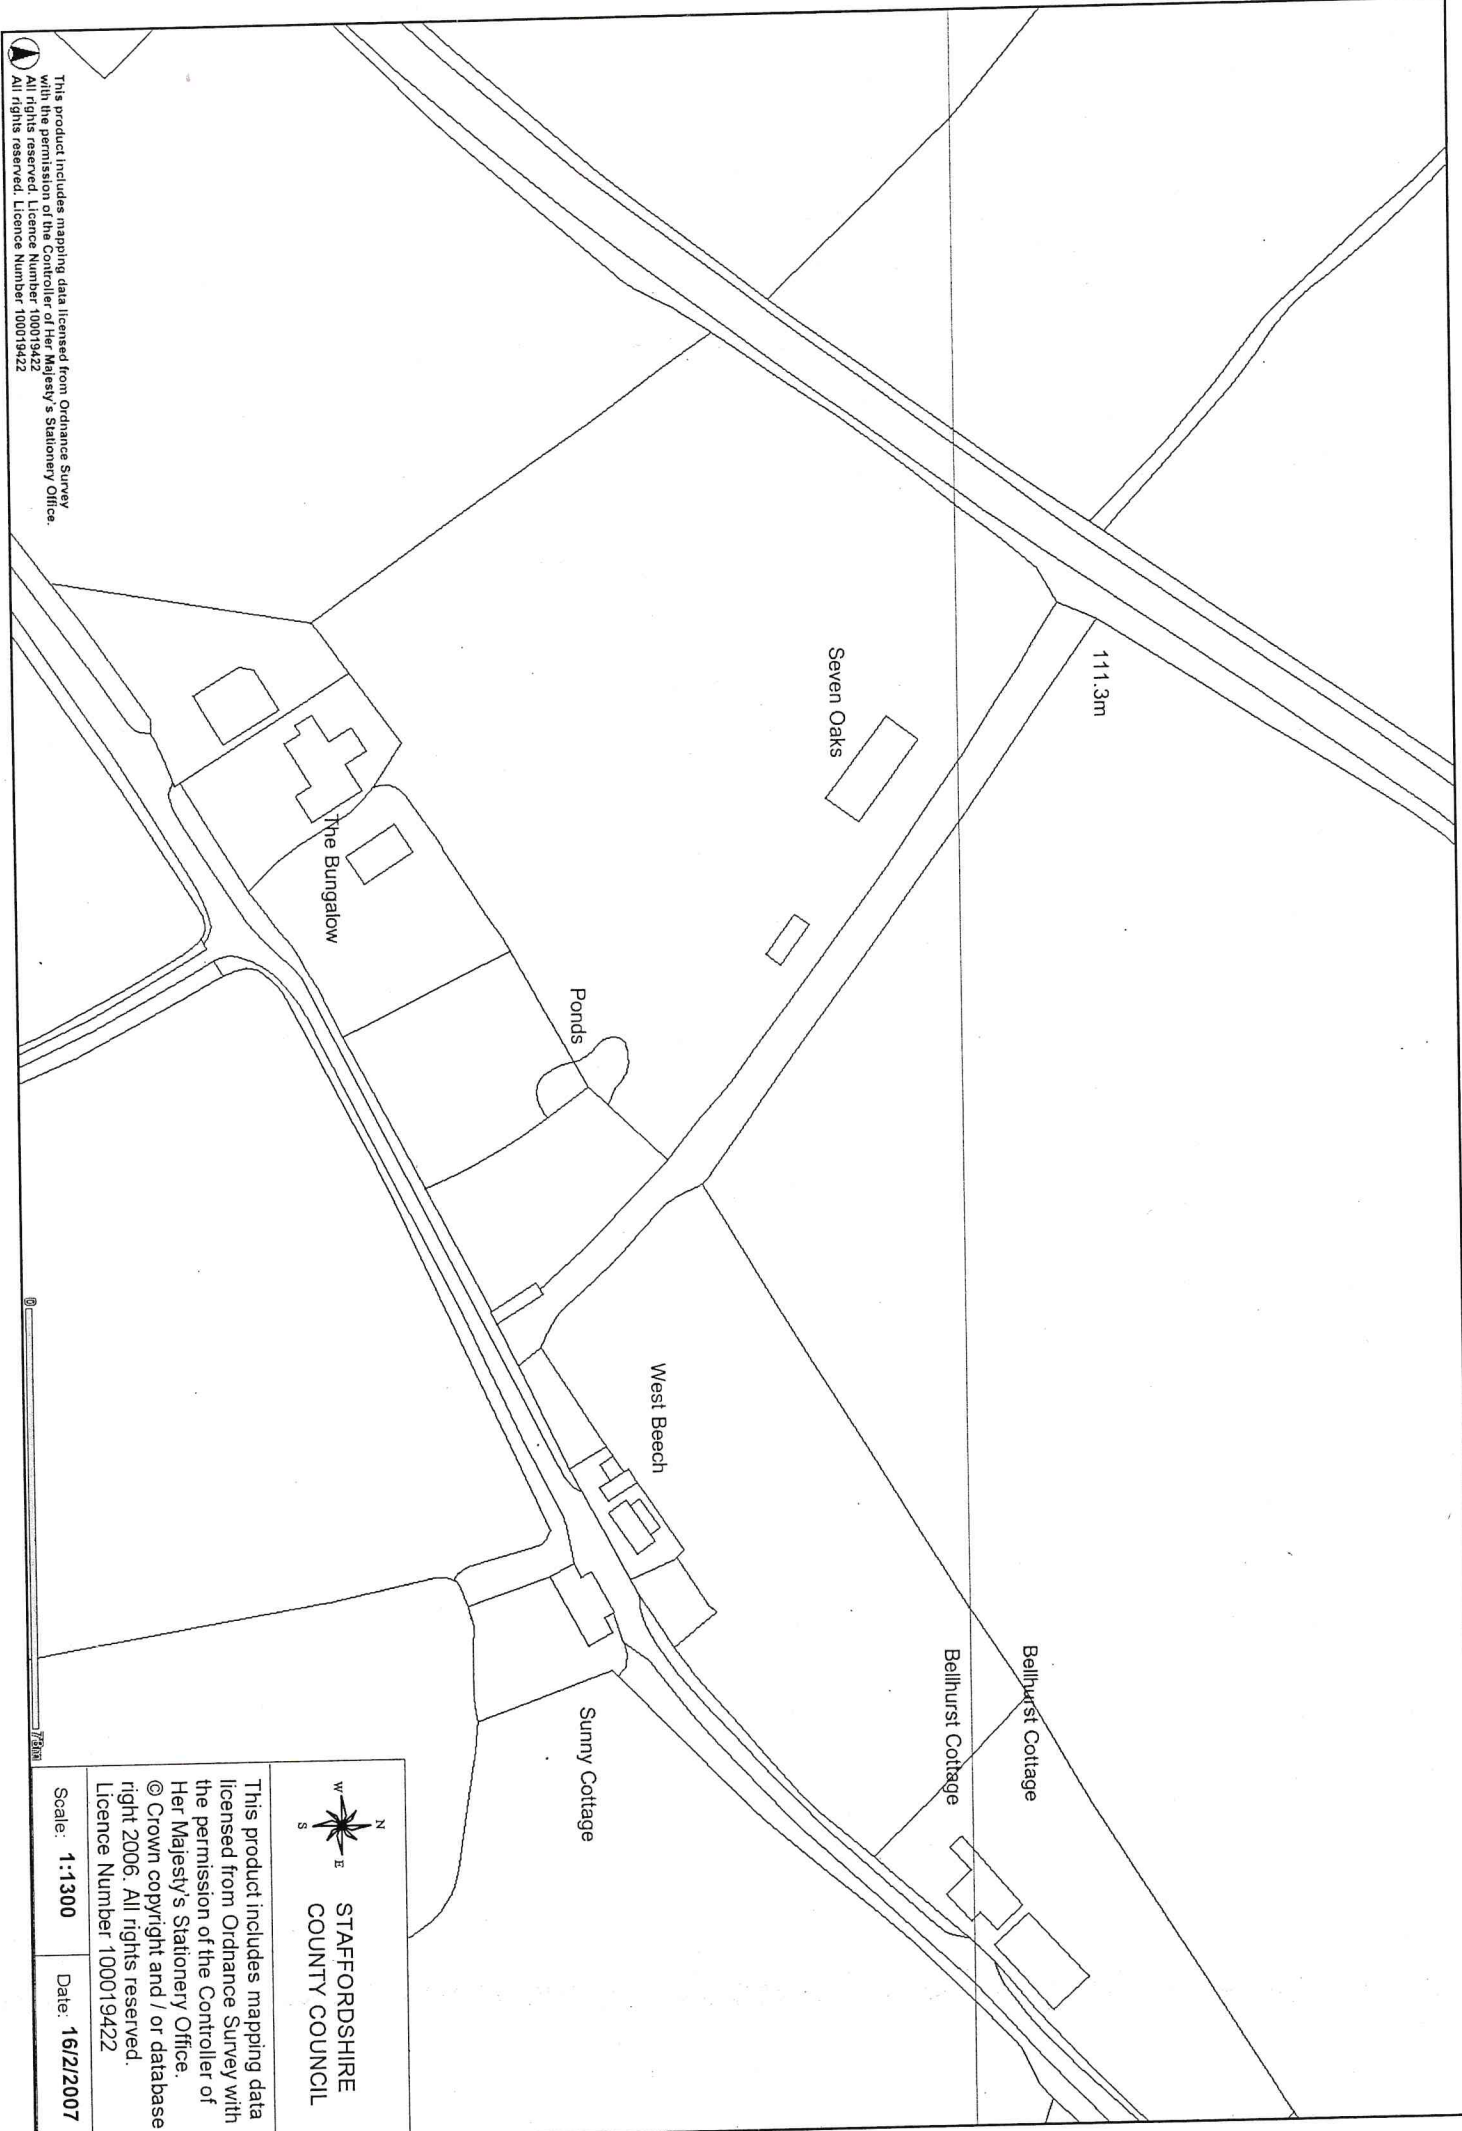 111.3m
Seven Oaks
The Bungalow
Ponds
West Beech
Bellhurst Cottage
Bellhurst Cottage
Sunny Cottage
This product includes mapping data licensed from Ordnance Survey
with the permission of the Controller of Her Majesty's Stationery Office.
All rights reserved. Licence Number 100019422
All rights reserved. Licence Number 100019422
0
75m
N
W
E
S
STAFFORDSHIRE
COUNTY COUNCIL
This product includes mapping data
licensed from Ordnance Survey with
the permission of the Controller of
Her Majesty's Stationery Office.
© Crown copyright and / or database
right 2006. All rights reserved.
Licence Number 100019422
Scale: 1:1300
Date: 16/2/2007